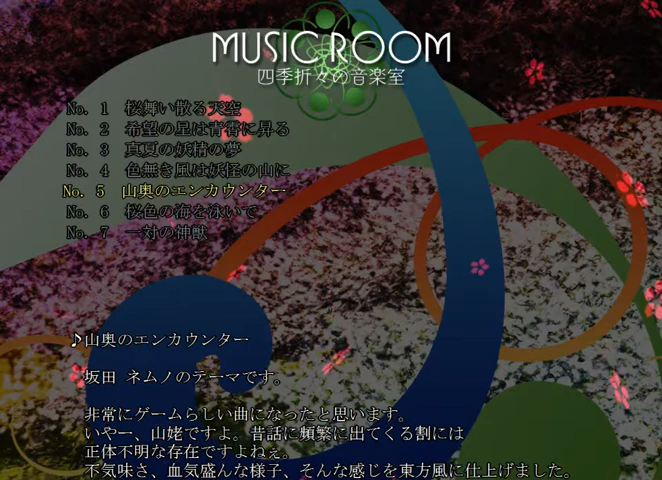 MUSIC ROOM
四季折々の音楽室
No. 1 桜舞い散る天空
No. 2 希望の星は青霄に昇る
No. 3 真夏の妖精の夢
No. 4 色無き風は妖怪の山に
No. 5 山奥のエンカウンター
No. 6 桜色の海を泳いで
No. 7 一対の神獣
♪山奥のエンカウンター
坂田 ネムノのテーマです。
非常にゲームらしい曲になったと思います。
いやー、山姥ですよ。昔話に頻繁に出てくる割には
正体不明な存在ですよねぇ。
不気味さ、血気盛んな様子、そんな感じを東方風に仕上げました。